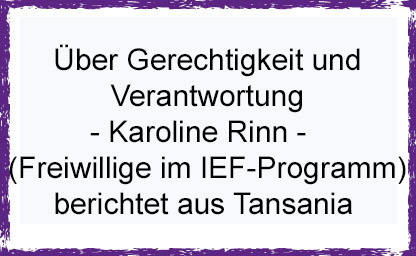 Über Gerechtigkeit und
Verantwortung
- Karoline Rinn -
(Freiwillige im IEF-Programm)
berichtet aus Tansania